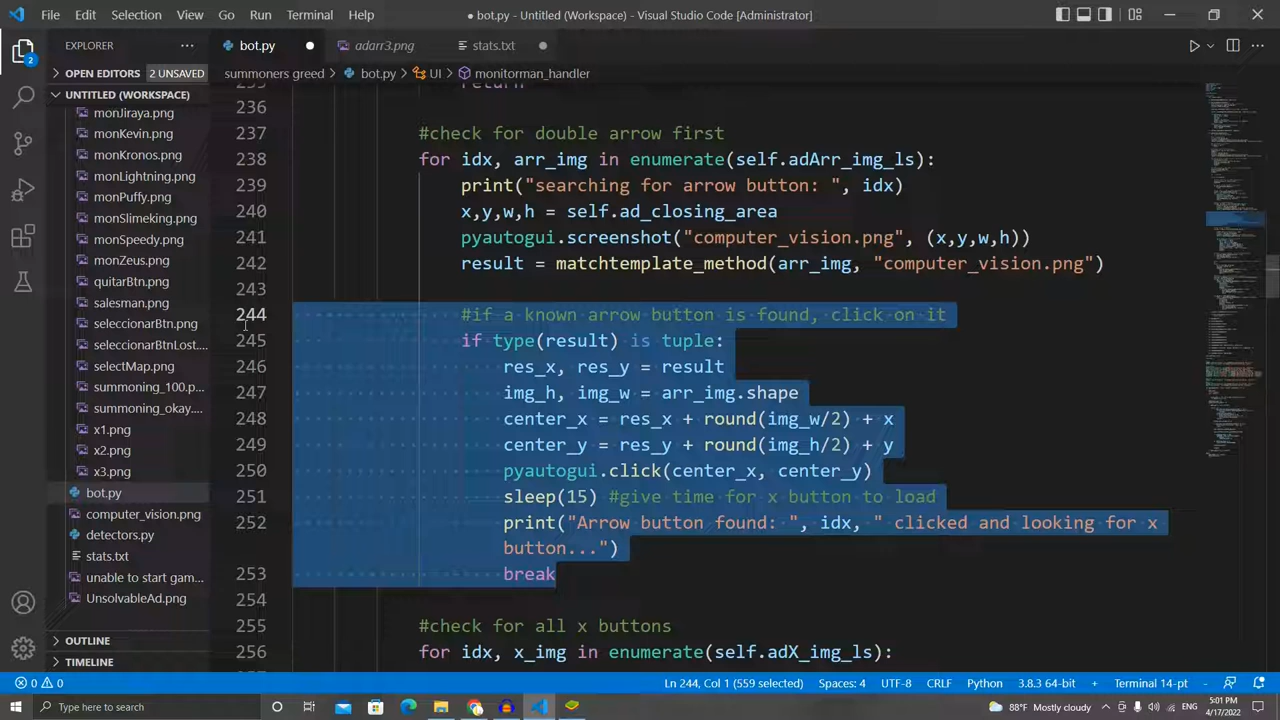 File Edit Selection View Go Run Terminal Help
● bot.py - Untitled (Workspace) - Visual Studio Code [Administrator]
EXPLORER
bot.py
adarr3.png
stats.txt
OPEN EDITORS 2 UNSAVED
summoners greed > bot.py > UI > monitorman_handler
UNTITLED (WORKSPACE)
monJiraya.png
monKevin.png
monKronos.png
monLightning.png
monPuffy.png
monSlimeking.png
monSpeedy.png
monZeus.png
quitarBtn.png
salesman.png
seleccionarBtn.png
seleccionarBtnLost...
summoning_100.p...
summoning_okay....
x1.png
x2.png
x3.png
bot.py
computer_vision.png
detectors.py
stats.txt
unable to start gam...
UnsolvableAd.png
OUTLINE
TIMELINE
235 return
236
237 #check for double arrow first
238 for idx, arr_img in enumerate(self.adArr_img_ls):
239 print("Searching for arrow button: ", idx)
240 x,y,w,h = self.ad_closing_area
241 pyautogui.screenshot("computer_vision.png", (x,y,w,h))
242 result = matchtemplate_method(arr_img, "computer_vision.png")
243
244 #if known arrow button is found, click on it
245 if type(result) is tuple:
res_x, res_y = result
img_w, img_h = arr_img.shape
248 center_x = res_x + round(img_w/2) + x
249 center_y = res_y + round(img_h/2) + y
250 pyautogui.click(center_x, center_y)
251 sleep(15) #give time for x button to load
252 print("Arrow button found: ", idx, " clicked and looking for x
button...")
253 break
254
255 #check for all x buttons
256 for idx, x_img in enumerate(self.adX_img_ls):
0 0
Ln 244, Col 1 (559 selected) Spaces: 4 UTF-8 CRLF Python 3.8.3 64-bit Terminal 14-pt
Type here to search
88°F Mostly cloudy
ENG
5:01 PM
4/17/2022